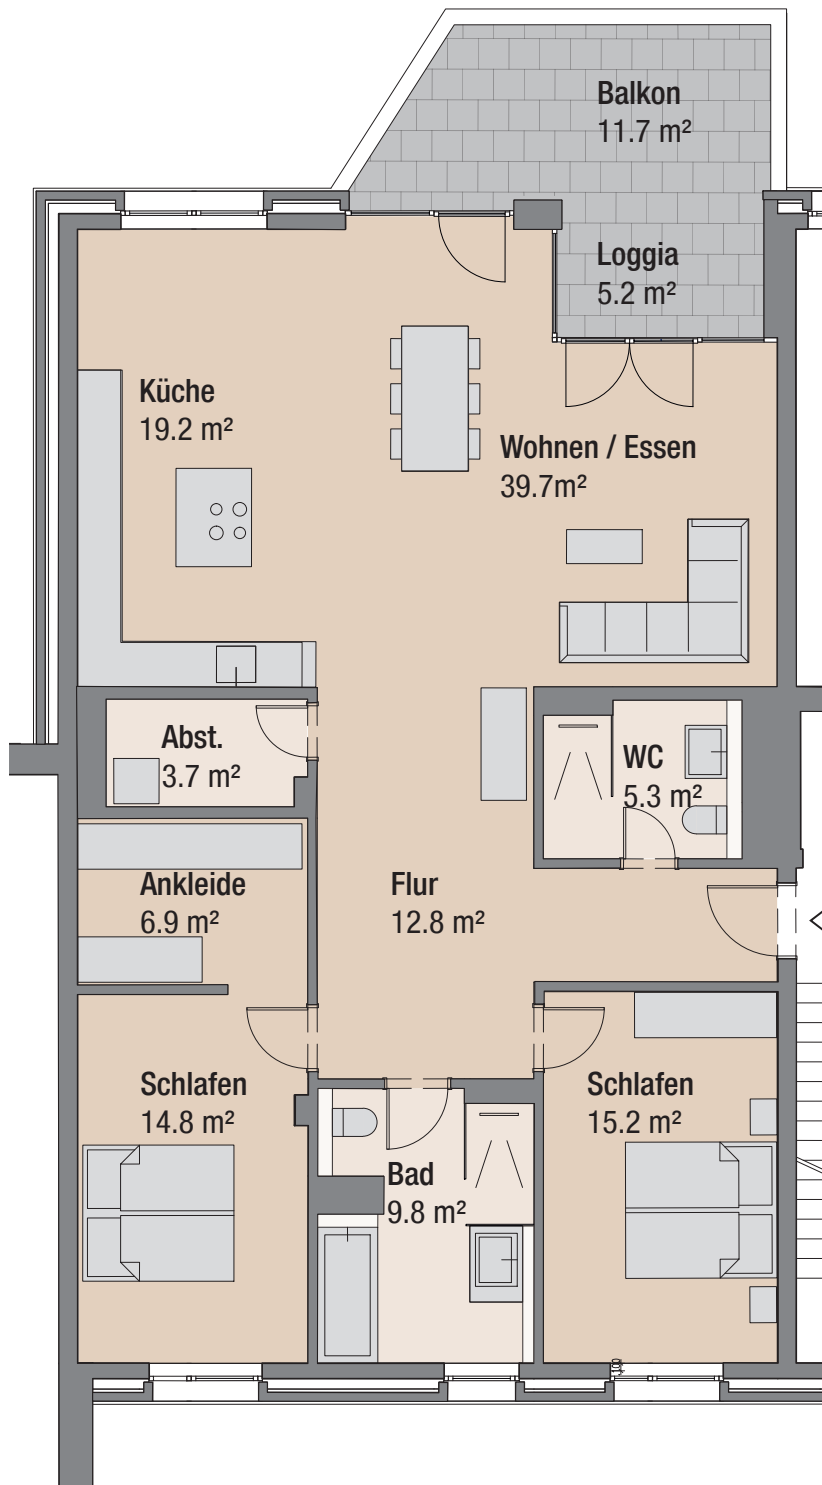 Balkon
11.7 m²
Loggia
5.2 m²
Küche
19.2 m²
Wohnen / Essen
39.7m²
Abst.
3.7 m²
WC
5.3 m²
Ankleide
6.9 m²
Flur
12.8 m²
Schlafen
14.8 m²
Schlafen
15.2 m²
Bad
9.8 m²